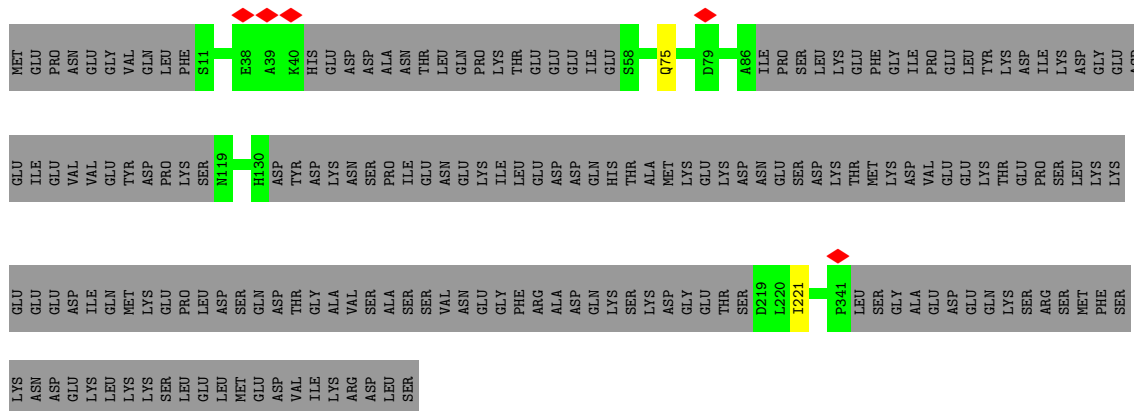 MET GLU PRO ASN GLU GLY VAL GLN LEU PHE S11 E38 A39 K40 HIS GLU ASP ASP ALA ASN THR LEU GLN PRO LYS THR GLU GLU GLU ILE GLU S58 Q75 D79 A86 ILE PRO SER LEU LYS GLU PHE GLY ILE PRO GLU LEU TYR LYS ASP ILE LYS ASP GLY GLU
GLU ILE GLU VAL VAL GLU TYR ASP PRO LYS SER N119 H130 ASP TYR ASP LYS ASN SER PRO ILE GLU ASN GLU LYS ILE LEU GLU ASP ASP GLN HIS THR ALA MET LYS GLU LYS ASP ASN GLU SER ASP LYS THR MET LYS ASP VAL GLU GLU LYS THR GLU PRO SER LEU LYS LYS
GLU GLU GLU ASP ILE GLN MET LYS GLU PRO LEU ASP SER GLN ASP THR GLY ALA VAL SER ALA SER SER VAL ASN GLU GLY PHE ARG ALA ASP GLN LYS SER LYS ASP GLY GLU THR SER D219 L220 I221 P341 LEU SER GLY ALA GLU ASP GLU GLN LYS SER ARG SER MET PHE SER
LYS ASN ASP GLU LYS LEU LYS LYS SER LEU GLU LEU MET GLU ASP VAL ILE LYS ARG ASP LEU SER